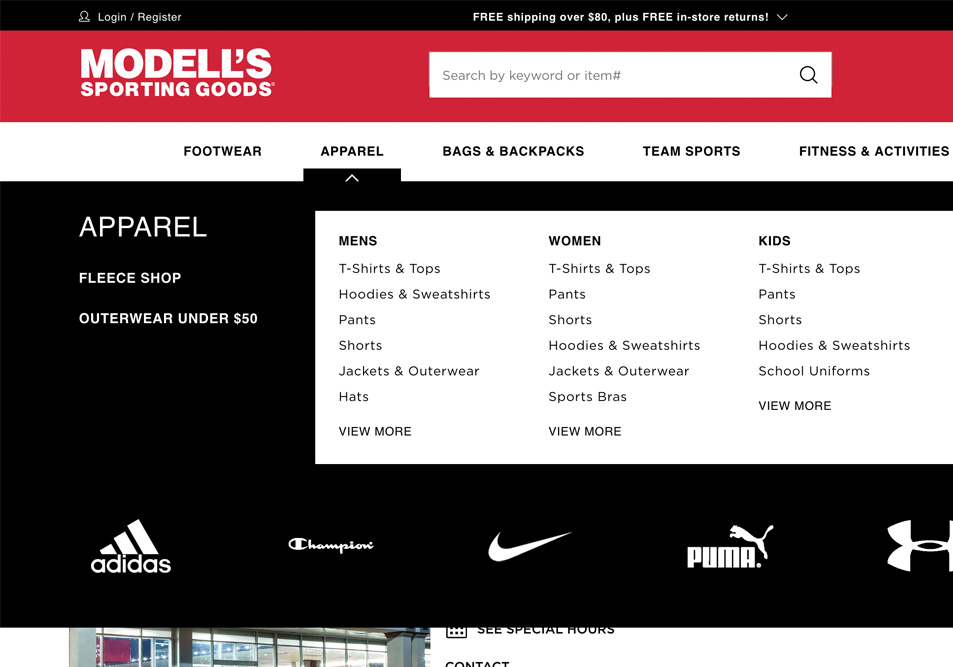 Login / Register
FREE shipping over $80, plus FREE in-store returns!
MODELL'S
SPORTING GOODS®
Search by keyword or item#
FOOTWEAR
APPAREL
BAGS & BACKPACKS
TEAM SPORTS
FITNESS & ACTIVITIES
APPAREL
FLEECE SHOP
OUTERWEAR UNDER $50
MENS
T-Shirts & Tops
Hoodies & Sweatshirts
Pants
Shorts
Jackets & Outerwear
Hats
VIEW MORE
WOMEN
T-Shirts & Tops
Pants
Shorts
Hoodies & Sweatshirts
Jackets & Outerwear
Sports Bras
VIEW MORE
KIDS
T-Shirts & Tops
Pants
Shorts
Hoodies & Sweatshirts
School Uniforms
VIEW MORE
adidas
Champion
PUMA
SEE SPECIAL HOURS
CONTACT